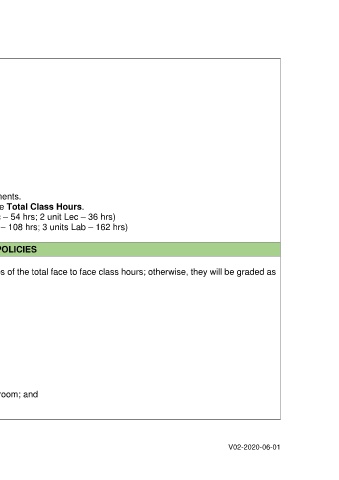 nents.
e Total Class Hours.
– 54 hrs; 2 unit Lec – 36 hrs)
– 108 hrs; 3 units Lab – 162 hrs)
POLICIES
s of the total face to face class hours; otherwise, they will be graded as
room; and
V02-2020-06-01